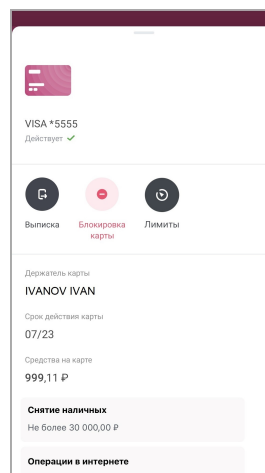 VISA *5555
Действует
Выписка
Блокировка
карты
Лимиты
Держатель карты
IVANOV IVAN
Срок действия карты
07/23
Средства на карте
999,11 ₽
Снятие наличных
Не более 30 000,00 ₽
Операции в интернете